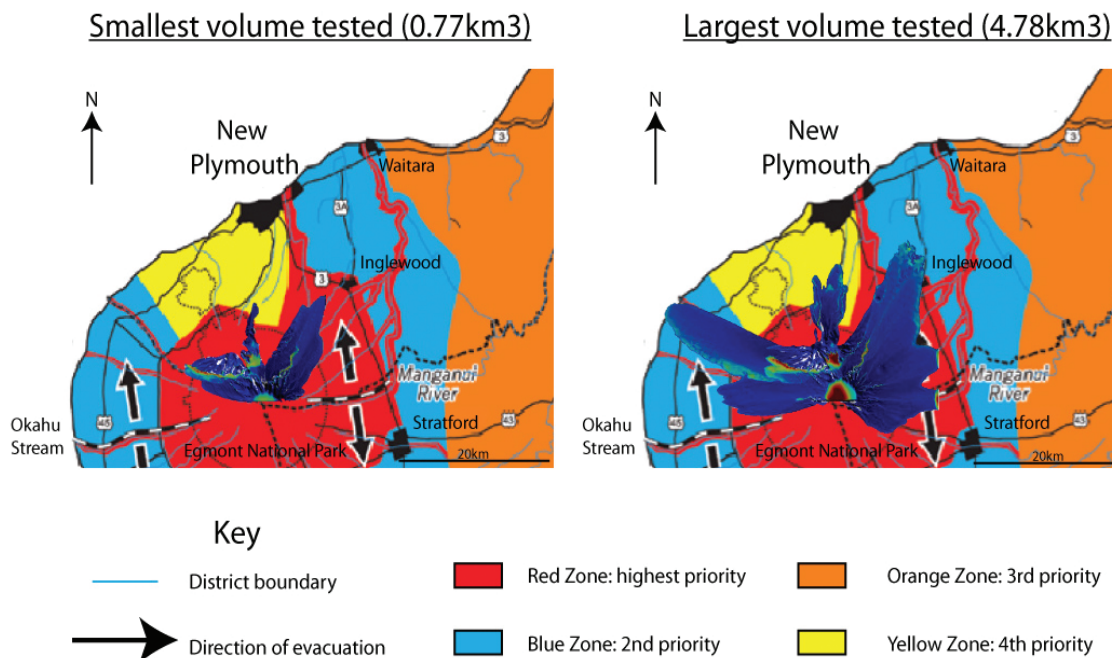 Smallest volume tested (0.77km3)
Largest volume tested (4.78km3)
N
New
Plymouth
3
Waitara
3A
Inglewood
3
Manganui
River
Okahu
Stream
45
Stratford
43
Egmont National Park
20km
N
New
Plymouth
3
Waitara
3A
Inglewood
Manganui
River
Okahu
Stream
45
Stratford
43
Egmont National Park
20km
Key
District boundary
Direction of evacuation
Red Zone: highest priority
Blue Zone: 2nd priority
Orange Zone: 3rd priority
Yellow Zone: 4th priority